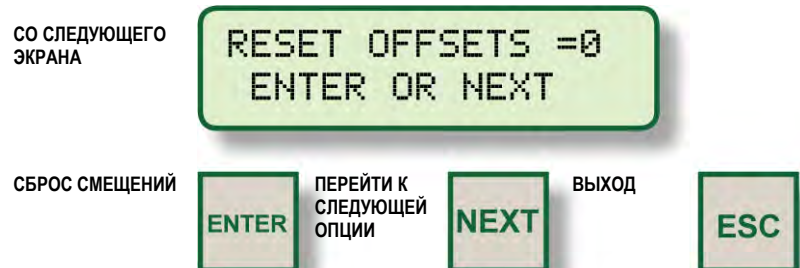 СО СЛЕДУЮЩЕГО
ЭКРАНА
RESET OFFSETS =0
ENTER OR NEXT
СБРОС СМЕЩЕНИЙ
ENTER
ПЕРЕЙТИ К
СЛЕДУЮЩЕЙ
ОПЦИИ
NEXT
ВЫХОД
ESC